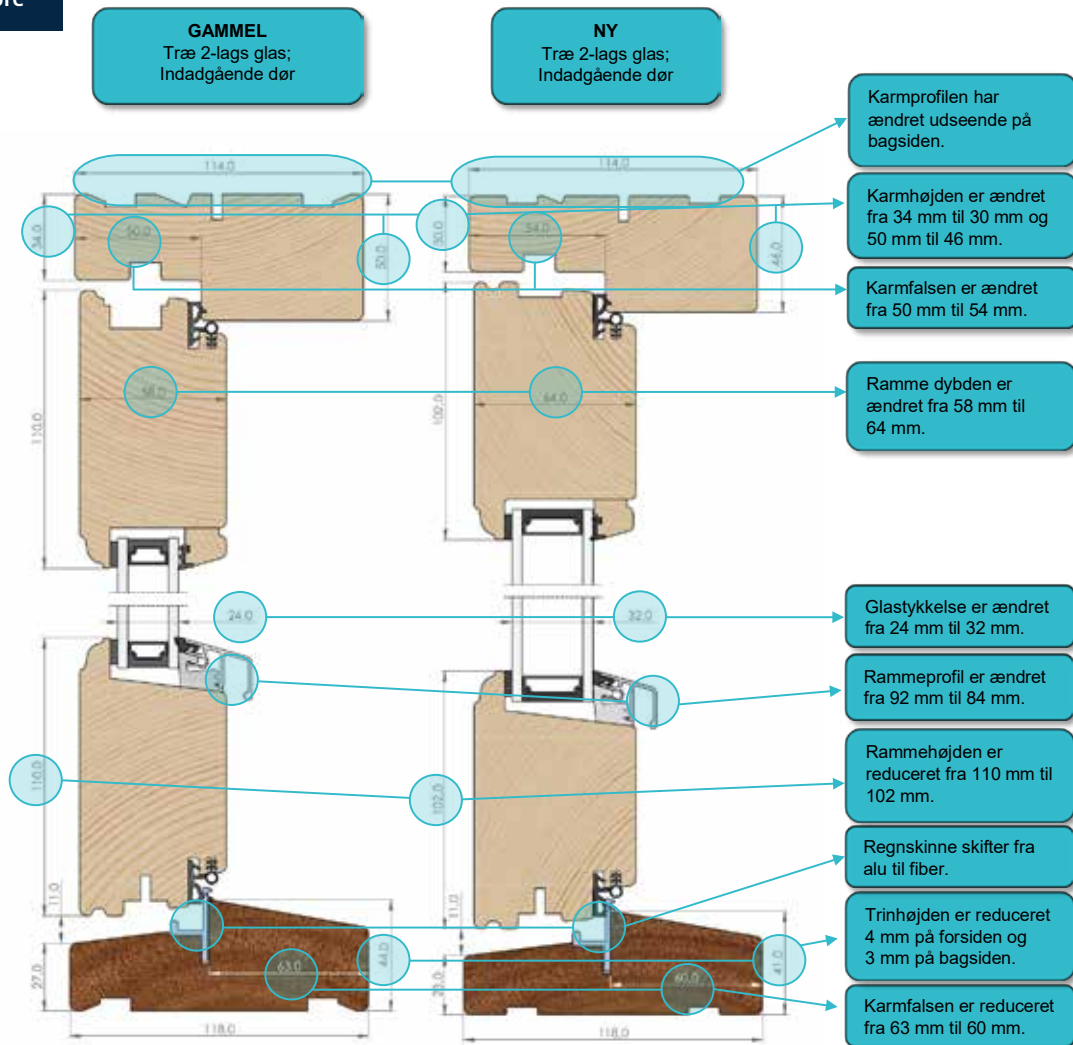 GAMMEL
Træ 2-lags glas;
Indadgående dør
NY
Træ 2-lags glas;
Indadgående dør
Karmprofilen har
ændret udseende på
bagsiden.
Karmhøjden er ændret
fra 34 mm til 30 mm og
50 mm til 46 mm.
Karmfalsen er ændret
fra 50 mm til 54 mm.
Ramme dybden er
ændret fra 58 mm til
64 mm.
Glastykkelse er ændret
fra 24 mm til 32 mm.
Rammeprofil er ændret
fra 92 mm til 84 mm.
Rammehøjden er
reduceret fra 110 mm til
102 mm.
Regnskinne skifter fra
alu til fiber.
Trinhøjden er reduceret
4 mm på forsiden og
3 mm på bagsiden.
Karmfalsen er reduceret
fra 63 mm til 60 mm.
114,0
34,0
50,0
50,0
110,0
58,0
24,0
110,0
11,0
27,0
63,0
44,0
118,0
114,0
30,0
54,0
46,0
102,0
64,0
32,0
102,0
11,0
23,0
60,0
41,0
118,0